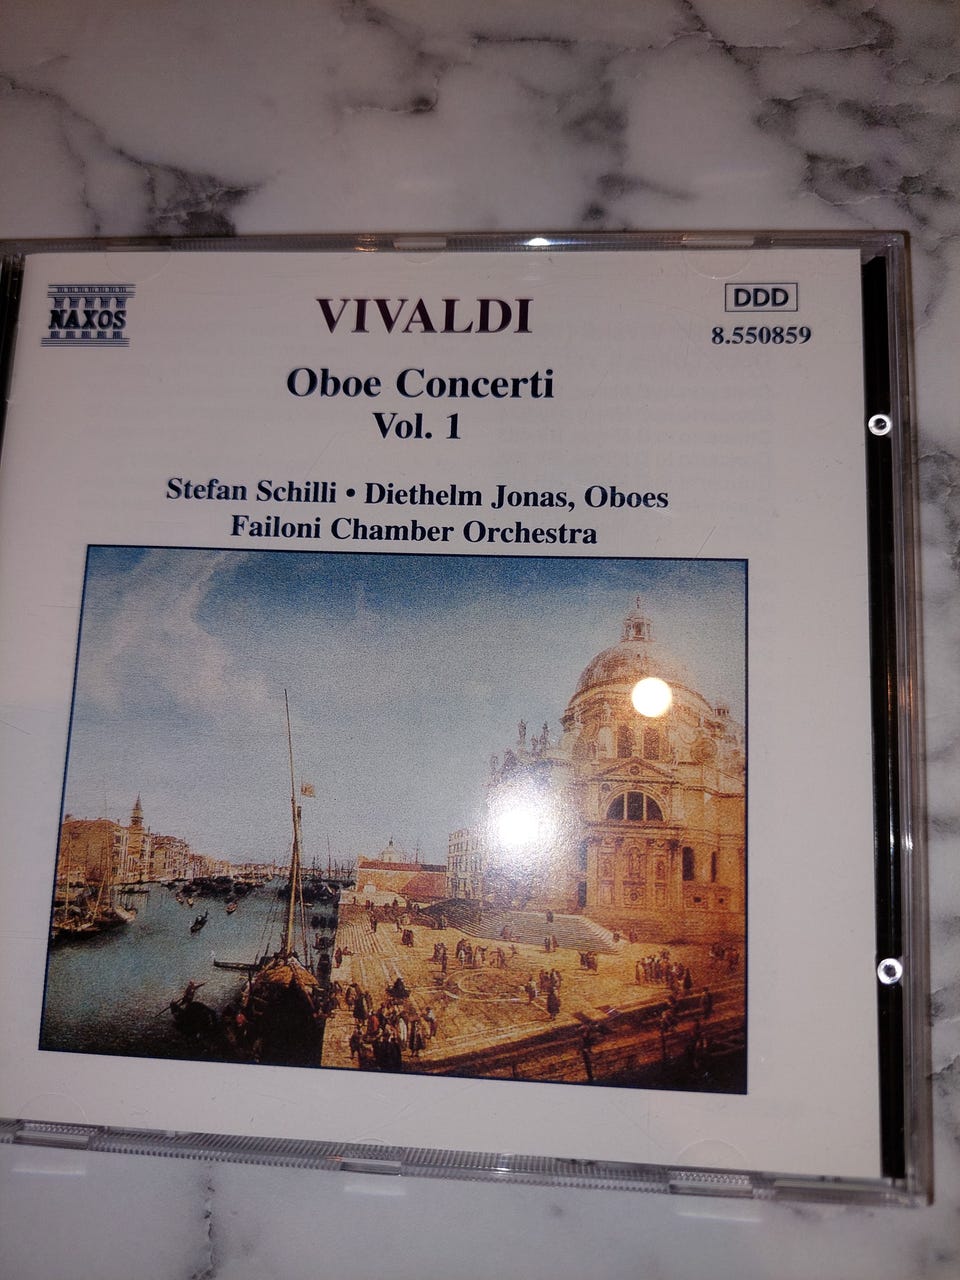 NAXOS
VIVALDI
DDD
8.550859
Oboe Concerti
Vol. 1
Stefan Schilli • Diethelm Jonas, Oboes
Failoni Chamber Orchestra